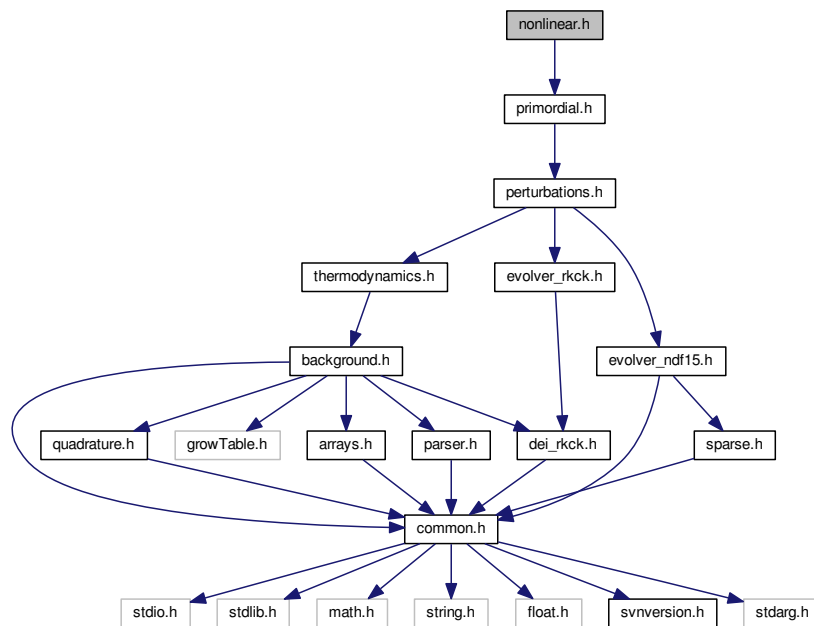 nonlinear.h
primordial.h
perturbations.h
thermodynamics.h
evolver_rkck.h
background.h
evolver_ndf15.h
quadrature.h
growTable.h
arrays.h
parser.h
dei_rkck.h
sparse.h
common.h
stdio.h
stdlib.h
math.h
string.h
float.h
svnversion.h
stdarg.h